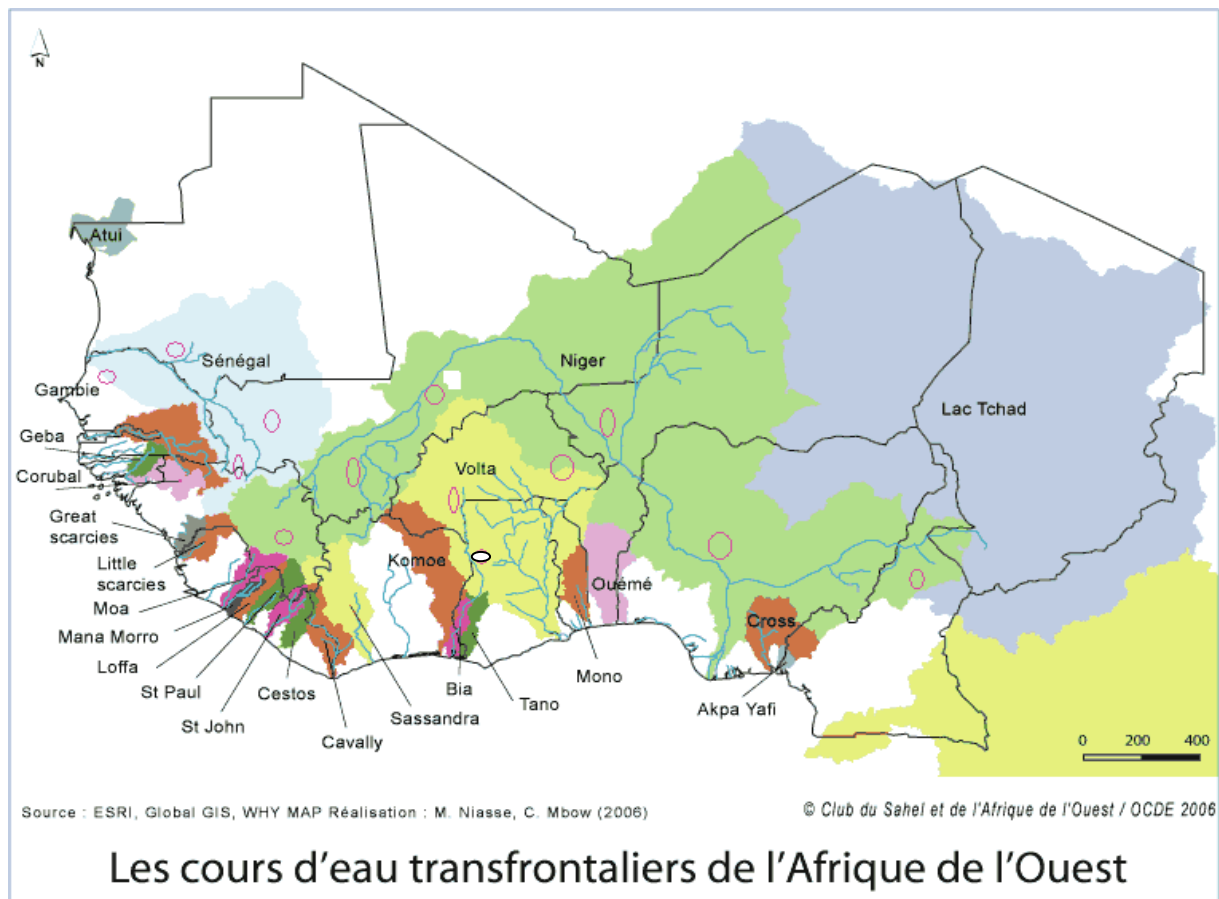 N
Atui
Sénégal
Gambie
Niger
Lac Tchad
Geba
Volta
Corubal
Great
scarcies
Little
scarcies
Komoe
Ouémé
Moa
Mana Morro
Cross
Loffa
St Paul
Cestos
Bia
Mono
St John
Sassandra
Tano
Akpa Yafi
Cavally
0 200 400
Source : ESRI, Global GIS, WHY MAP Réalisation : M. Niasse, C. Mbow (2006)
© Club du Sahel et de l'Afrique de l'Ouest / OCDE 2006
Les cours d’eau transfrontaliers de l’Afrique de l’Ouest